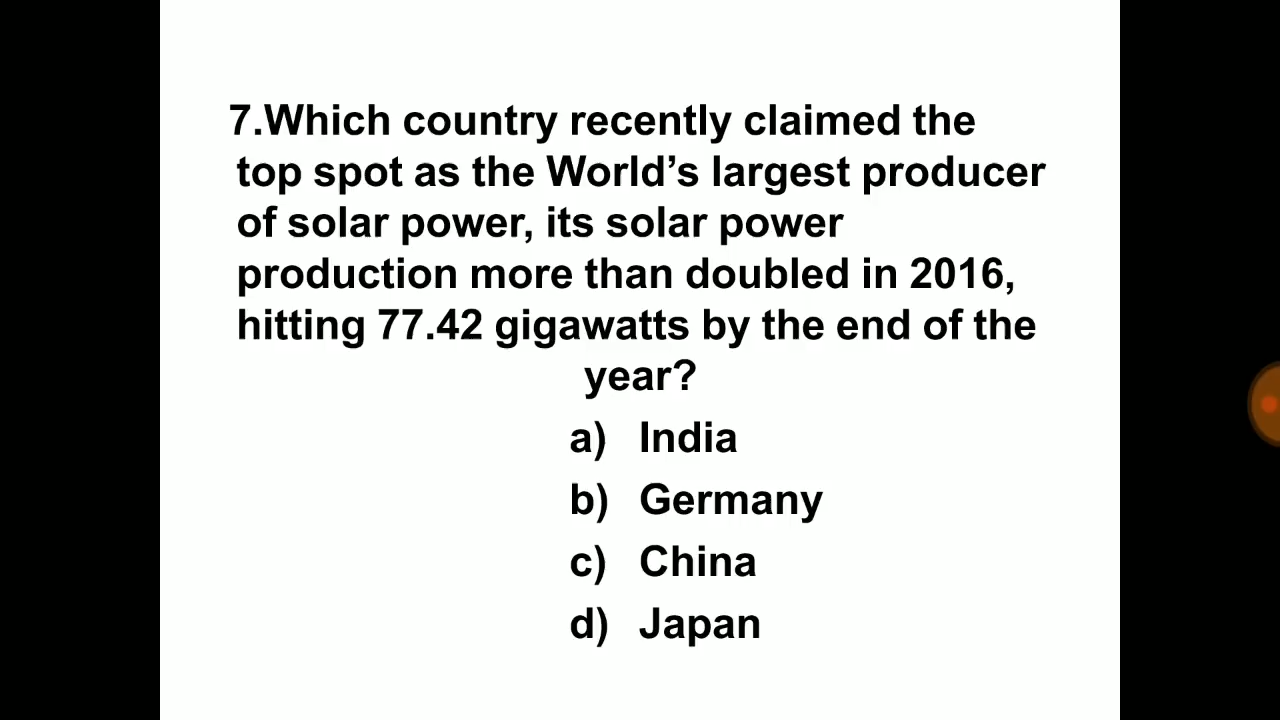 7.Which country recently claimed the
top spot as the World’s largest producer
of solar power, its solar power
production more than doubled in 2016,
hitting 77.42 gigawatts by the end of the
year?
a) India
b) Germany
c) China
d) Japan